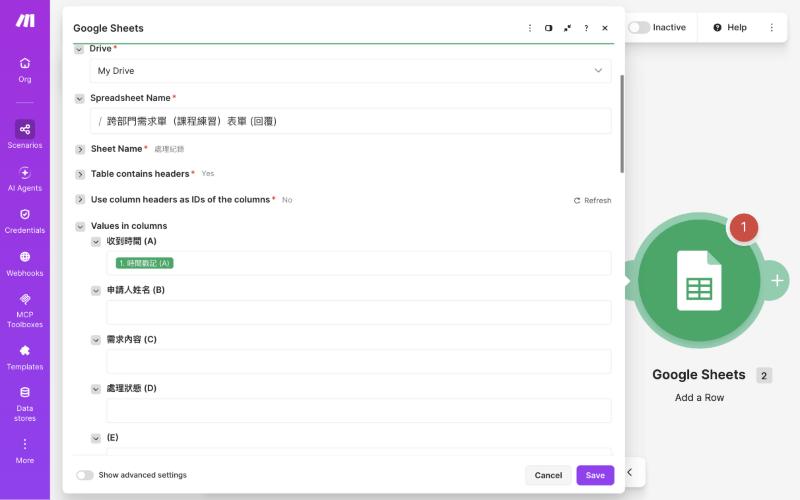 Google Sheets
Inactive
Help
Drive*
My Drive
Spreadsheet Name*
/ 跨部門需求單（課程練習）表單 (回覆)
Sheet Name* 處理紀錄
Table contains headers* Yes
Use column headers as IDs of the columns* No
Refresh
Values in columns
收到時間 (A)
1. 時間戳記 (A)
申請人姓名 (B)
需求內容 (C)
處理狀態 (D)
(E)
Show advanced settings
Cancel
Save
Org
Scenarios
AI Agents
Credentials
Webhooks
MCP
Toolboxes
Templates
Data
stores
More
1
Google Sheets 2
Add a Row